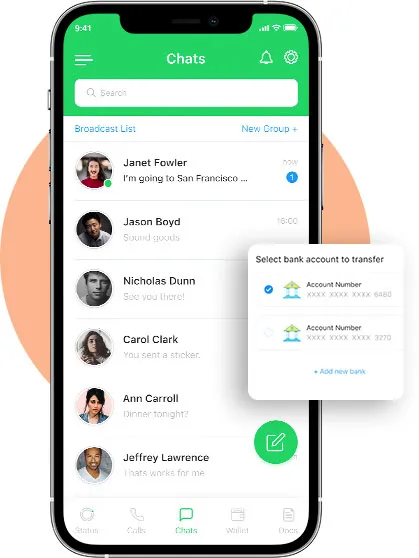 9:41
Chats
Search
Broadcast List
New Group +
Janet Fowler
now
I'm going to San Francisco ...
1
Jason Boyd
16:00
Sound goods
Nicholas Dunn
See you there!
Carol Clark
You sent a sticker.
Ann Carroll
Dinner tonight?
Jeffrey Lawrence
Thats works for me
Select bank account to transfer
Account Number
XXXX XXXX XXXX 6480
Account Number
XXXX XXXX XXXX 3270
+ Add new bank
Status
Calls
Chats
Wallet
Docs